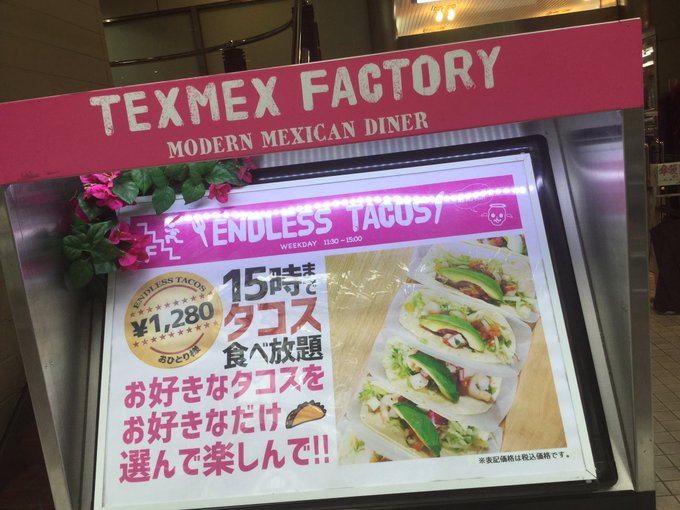 TEXMEX FACTORY
MODERN MEXICAN DINER
ENDLESS TACOS!
WEEKDAY 11:30~15:00
ENDLESS TACOS
¥1,280
おひとり様
15時まで
タコス
食べ放題
お好きなタコスを
お好きなだけ
選んで楽しんで!!
※表記価格は税込価格です。